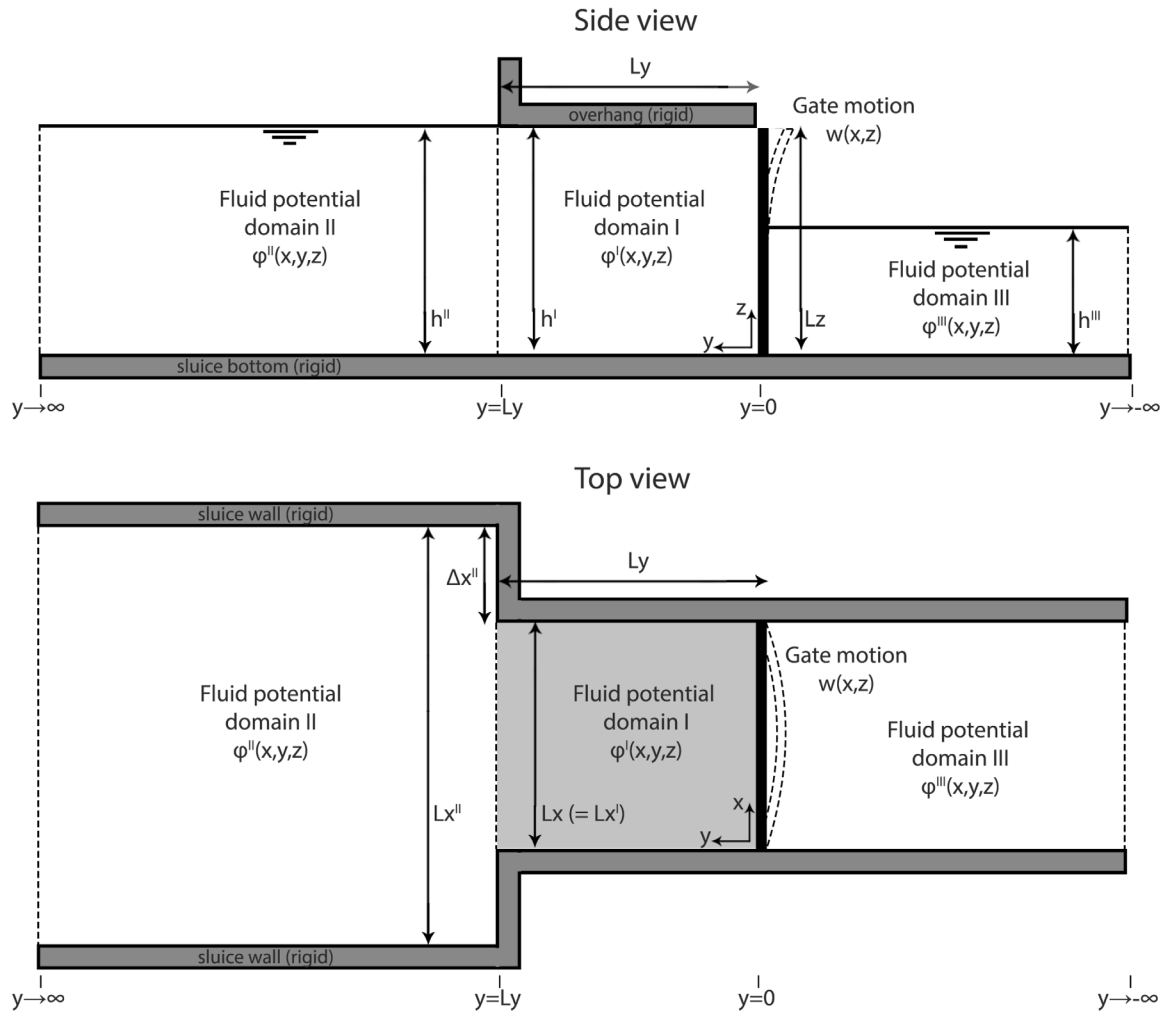 Side view
Ly
overhang (rigid)
Gate motion
w(x,z)
Fluid potential
domain II
φᴵᴵ(x,y,z)
Fluid potential
domain I
φᴵ(x,y,z)
Fluid potential
domain III
φᴵᴵᴵ(x,y,z)
hᴵᴵ
hᴵ
z
y
Lz
hᴵᴵᴵ
sluice bottom (rigid)
y→∞
y=Ly
y=0
y→-∞
Top view
sluice wall (rigid)
Δxᴵᴵ
Ly
Gate motion
w(x,z)
Fluid potential
domain II
φᴵᴵ(x,y,z)
Fluid potential
domain I
φᴵ(x,y,z)
Fluid potential
domain III
φᴵᴵᴵ(x,y,z)
Lxᴵᴵ
Lx (= Lxᴵ)
x
y
sluice wall (rigid)
y→∞
y=Ly
y=0
y→-∞